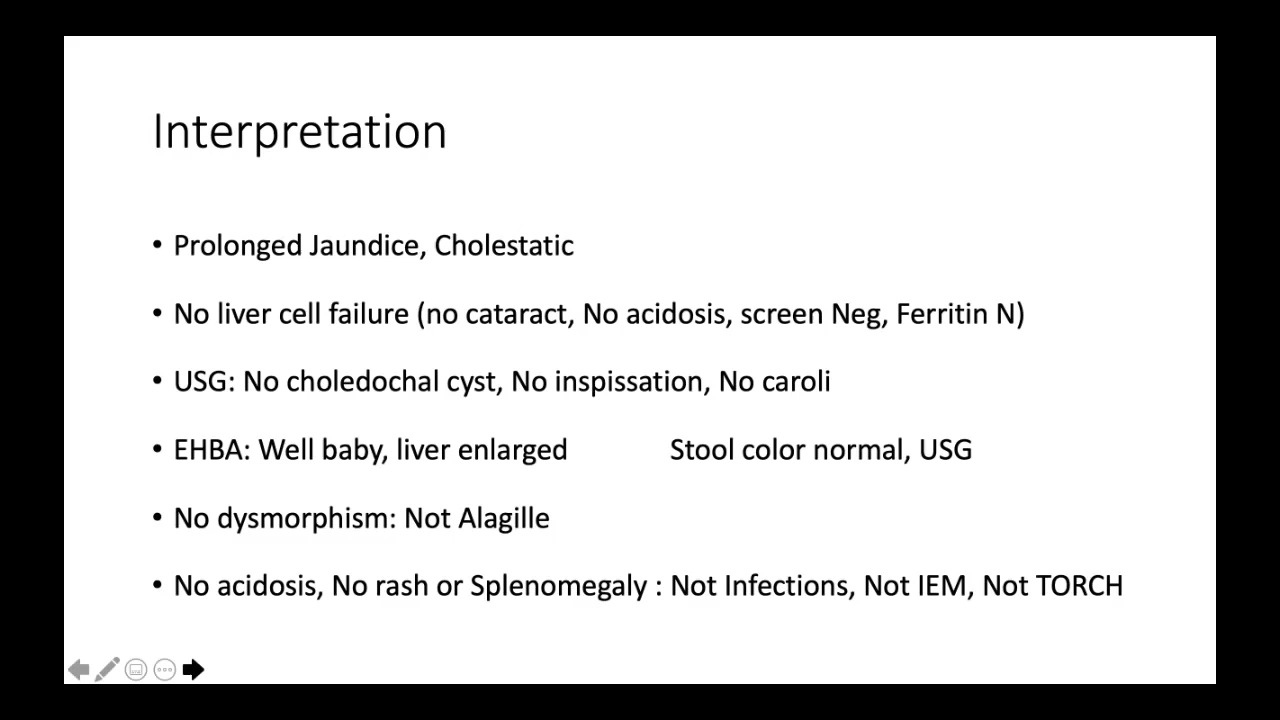 Interpretation
• Prolonged Jaundice, Cholestatic
• No liver cell failure (no cataract, No acidosis, screen Neg, Ferritin N)
• USG: No choledochal cyst, No inspissation, No caroli
• EHBA: Well baby, liver enlarged Stool color normal, USG
• No dysmorphism: Not Alagille
• No acidosis, No rash or Splenomegaly : Not Infections, Not IEM, Not TORCH